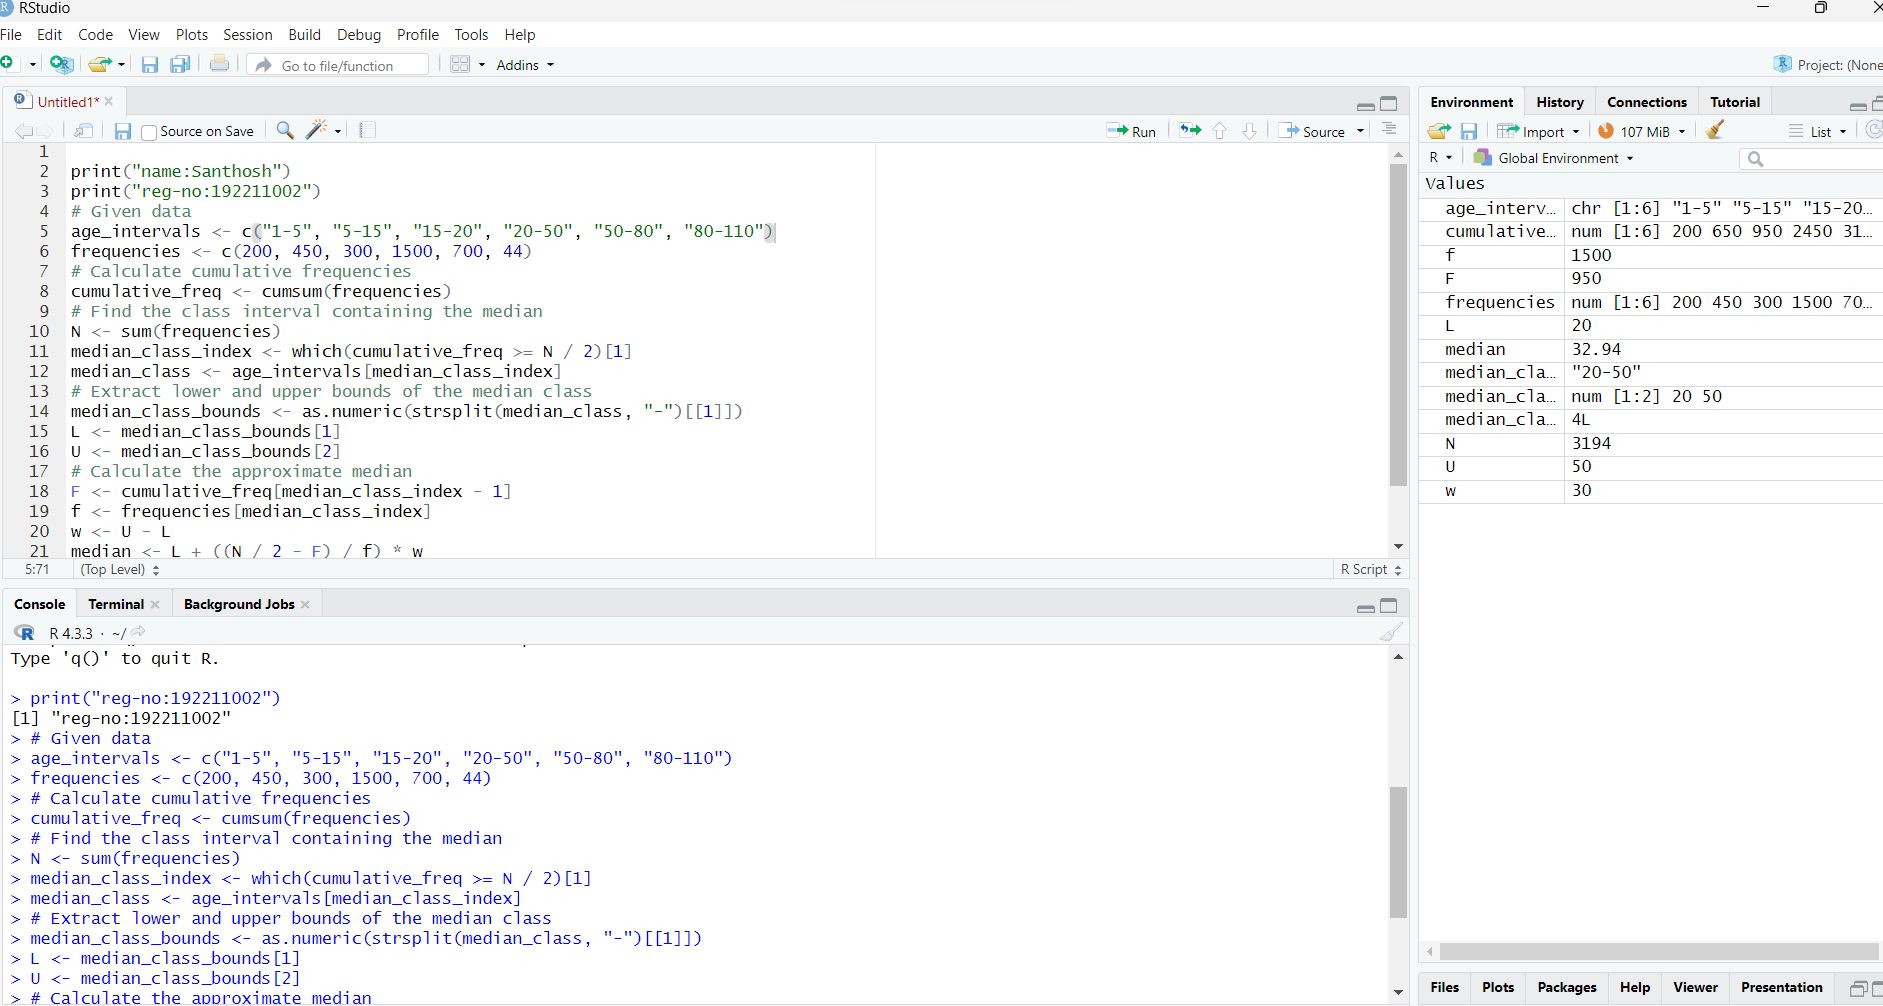 RStudio
File Edit Code View Plots Session Build Debug Profile Tools Help
Go to file/function Addins Project: (None
Untitled1*
Source on Save Run Source
1
2 print("name:Santhosh")
3 print("reg-no:192211002")
4 # Given data
5 age_intervals <- c("1-5", "5-15", "15-20", "20-50", "50-80", "80-110")
6 frequencies <- c(200, 450, 300, 1500, 700, 44)
7 # Calculate cumulative frequencies
8 cumulative_freq <- cumsum(frequencies)
9 # Find the class interval containing the median
10 N <- sum(frequencies)
11 median_class_index <- which(cumulative_freq >= N / 2)[1]
12 median_class <- age_intervals[median_class_index]
13 # Extract lower and upper bounds of the median class
14 median_class_bounds <- as.numeric(strsplit(median_class, "-")[[1]])
15 L <- median_class_bounds[1]
16 U <- median_class_bounds[2]
17 # Calculate the approximate median
18 F <- cumulative_freq[median_class_index - 1]
19 f <- frequencies[median_class_index]
20 w <- U - L
21 median <- L + ((N / 2 - F) / f) * w
5:71 (Top Level) R Script
Console Terminal Background Jobs
R 4.3.3 · ~/
Type 'q()' to quit R.
> print("reg-no:192211002")
[1] "reg-no:192211002"
> # Given data
> age_intervals <- c("1-5", "5-15", "15-20", "20-50", "50-80", "80-110")
> frequencies <- c(200, 450, 300, 1500, 700, 44)
> # Calculate cumulative frequencies
> cumulative_freq <- cumsum(frequencies)
> # Find the class interval containing the median
> N <- sum(frequencies)
> median_class_index <- which(cumulative_freq >= N / 2)[1]
> median_class <- age_intervals[median_class_index]
> # Extract lower and upper bounds of the median class
> median_class_bounds <- as.numeric(strsplit(median_class, "-")[[1]])
> L <- median_class_bounds[1]
> U <- median_class_bounds[2]
> # Calculate the approximate median
Environment History Connections Tutorial
Import 107 MiB List
R Global Environment
Values
age_interv… chr [1:6] "1-5" "5-15" "15-20…
cumulative… num [1:6] 200 650 950 2450 31…
f 1500
F 950
frequencies num [1:6] 200 450 300 1500 70…
L 20
median 32.94
median_cla… "20-50"
median_cla… num [1:2] 20 50
median_cla… 4L
N 3194
U 50
w 30
Files Plots Packages Help Viewer Presentation